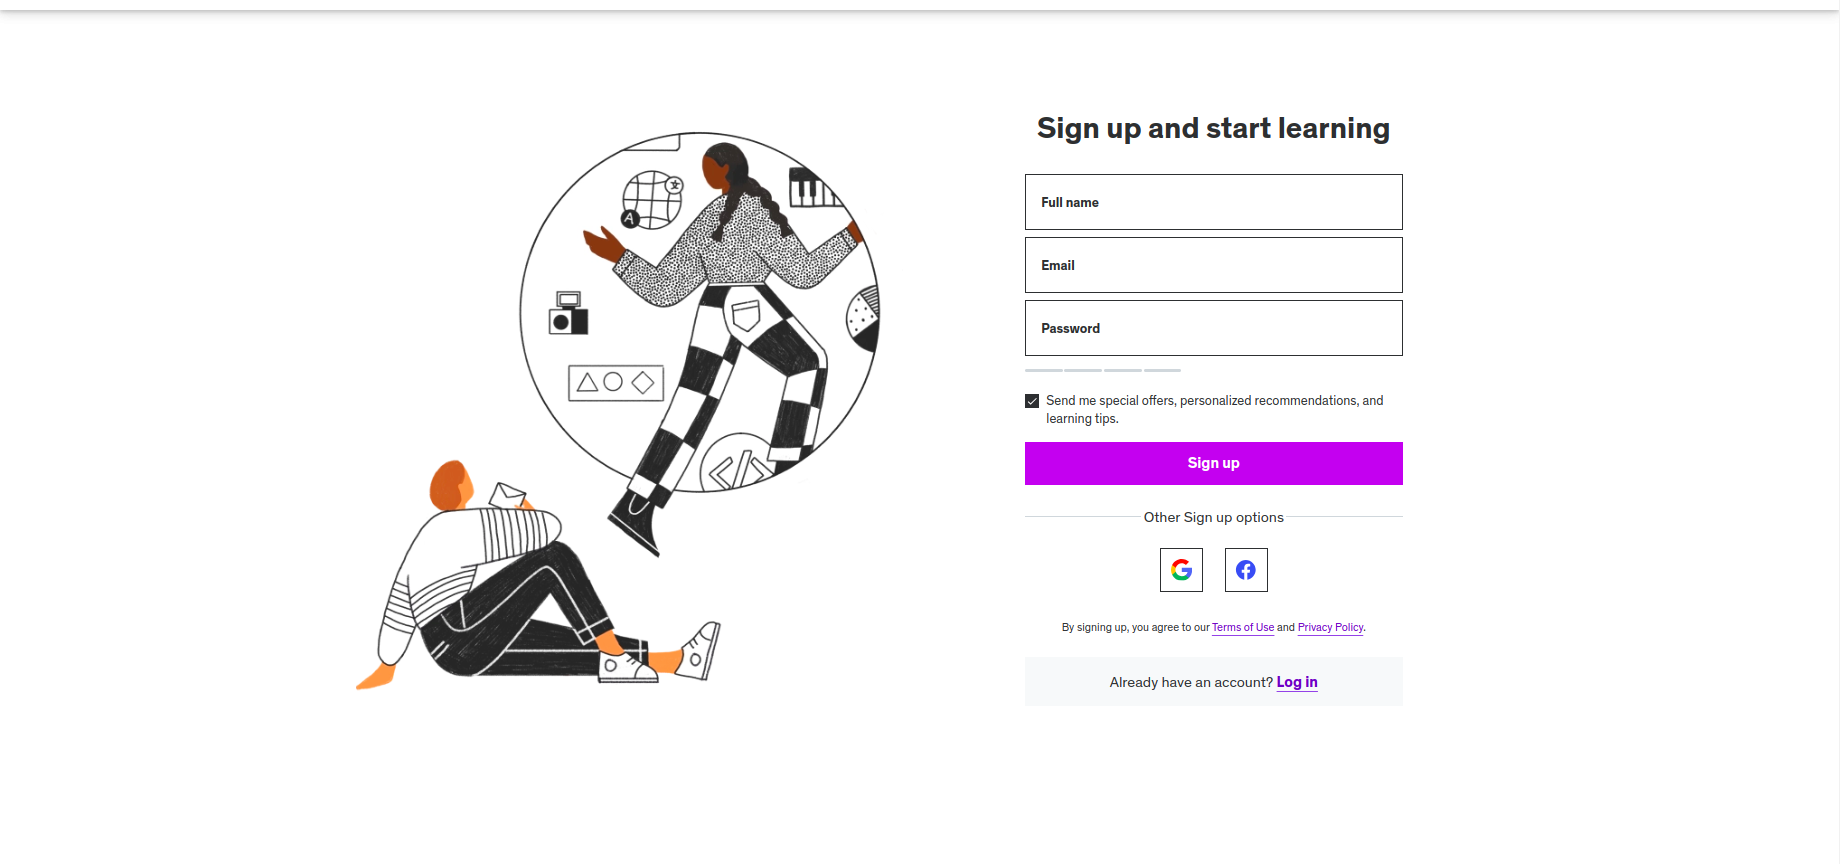 Sign up and start learning
Full name
Email
Password
Send me special offers, personalized recommendations, and
learning tips.
Sign up
Other Sign up options
By signing up, you agree to our Terms of Use and Privacy Policy.
Already have an account? Log in
A